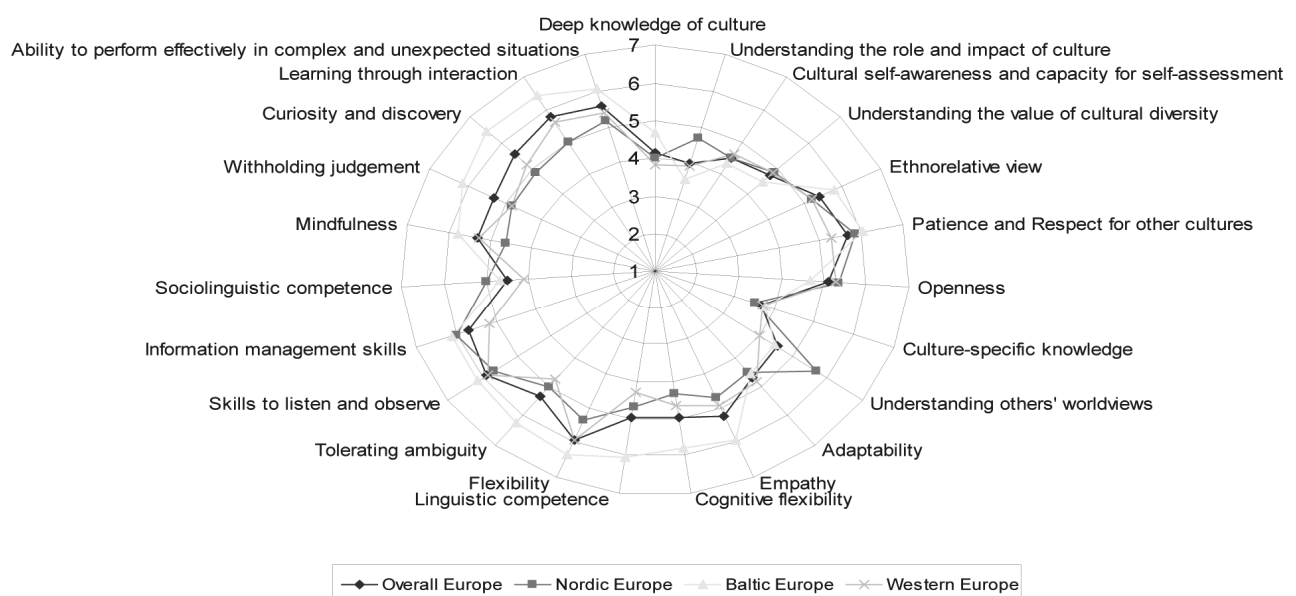 Deep knowledge of culture
Ability to perform effectively in complex and unexpected situations
7
Understanding the role and impact of culture
Learning through interaction
Cultural self-awareness and capacity for self-assessment
6
Curiosity and discovery
Understanding the value of cultural diversity
5
Withholding judgement
4
Ethnorelative view
3
Mindfulness
Patience and Respect for other cultures
2
1
Sociolinguistic competence
Openness
Information management skills
Culture-specific knowledge
Skills to listen and observe
Understanding others' worldviews
Tolerating ambiguity
Adaptability
Flexibility
Empathy
Linguistic competence
Cognitive flexibility
Overall Europe
Nordic Europe
Baltic Europe
Western Europe